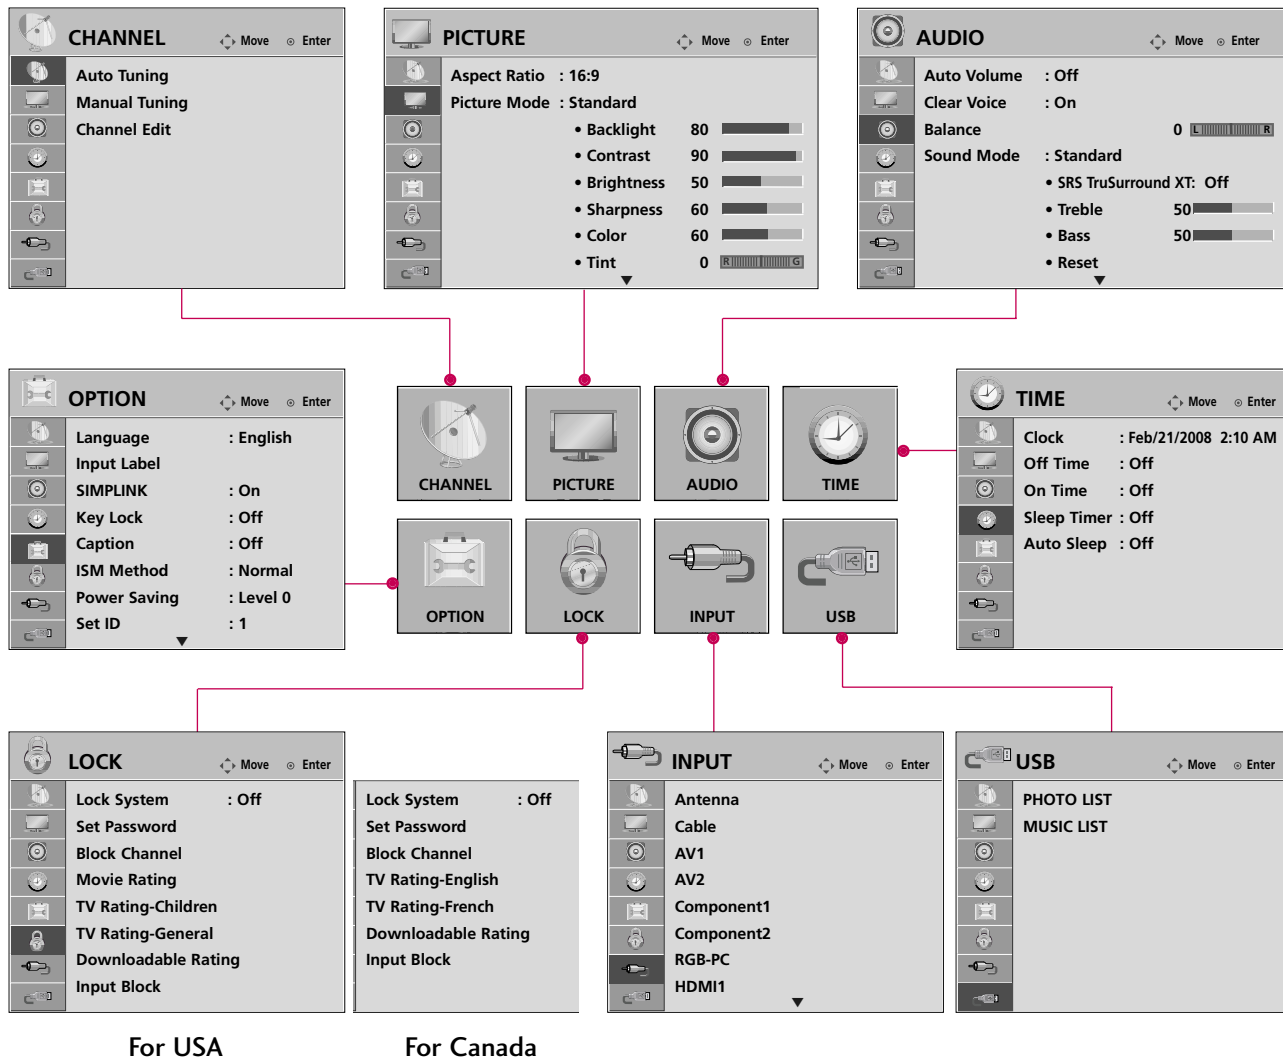 CHANNEL Move Enter
Auto Tuning
Manual Tuning
Channel Edit
PICTURE Move Enter
Aspect Ratio : 16:9
Picture Mode : Standard
• Backlight 80
• Contrast 90
• Brightness 50
• Sharpness 60
• Color 60
• Tint 0 R G
AUDIO Move Enter
Auto Volume : Off
Clear Voice : On
Balance 0 L R
Sound Mode : Standard
• SRS TruSurround XT: Off
• Treble 50
• Bass 50
• Reset
OPTION Move Enter
Language : English
Input Label
SIMPLINK : On
Key Lock : Off
Caption : Off
ISM Method : Normal
Power Saving : Level 0
Set ID : 1
CHANNEL
PICTURE
AUDIO
TIME
OPTION
LOCK
INPUT
USB
TIME Move Enter
Clock : Feb/21/2008 2:10 AM
Off Time : Off
On Time : Off
Sleep Timer : Off
Auto Sleep : Off
LOCK Move Enter
Lock System : Off
Set Password
Block Channel
Movie Rating
TV Rating-Children
TV Rating-General
Downloadable Rating
Input Block
For USA
Lock System : Off
Set Password
Block Channel
TV Rating-English
TV Rating-French
Downloadable Rating
Input Block
For Canada
INPUT Move Enter
Antenna
Cable
AV1
AV2
Component1
Component2
RGB-PC
HDMI1
USB Move Enter
PHOTO LIST
MUSIC LIST